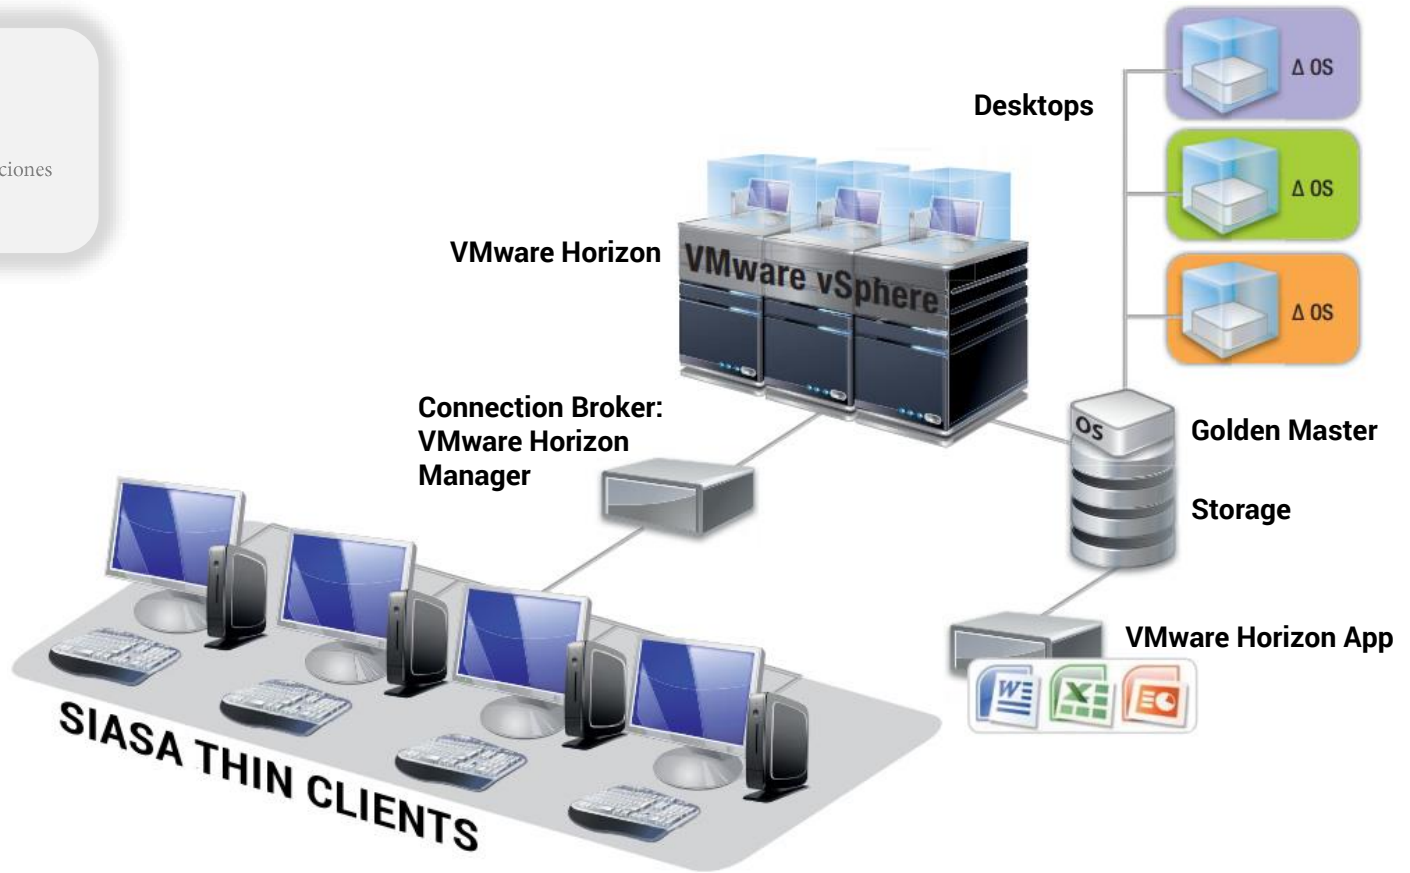 ciones
Desktops
Δ OS
Δ OS
Δ OS
VMware Horizon
VMware vSphere
Connection Broker:
VMware Horizon
Manager
Os
Golden Master
Storage
VMware Horizon App
W
X
P
SIASA THIN CLIENTS